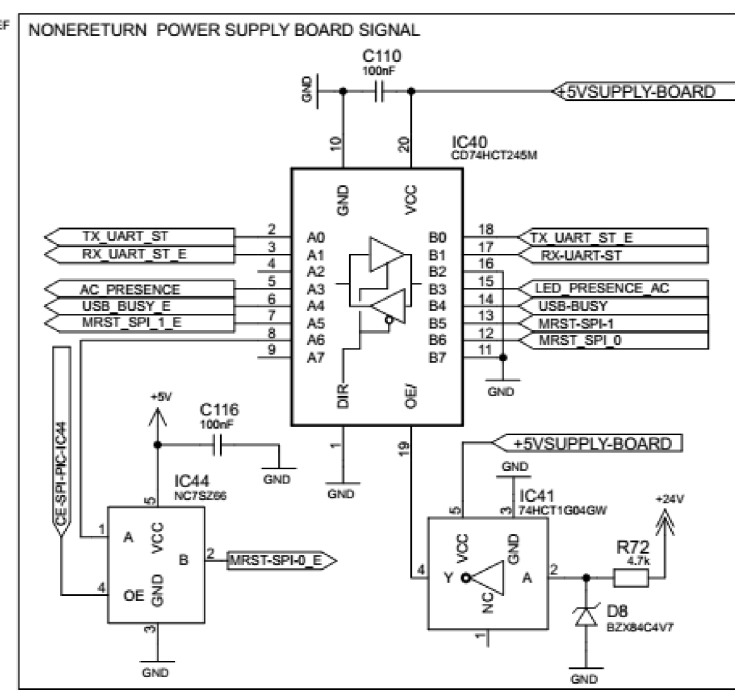 EF
NONERETURN POWER SUPPLY BOARD SIGNAL
C110
100nF
GND
+5VSUPPLY-BOARD
10
20
IC40
CD74HCT245M
GND
VCC
TX_UART_ST
2
A0
B0
18
TX_UART_ST_E
RX_UART_ST_E
3
A1
B1
17
RX-UART-ST
4
A2
B2
16
AC_PRESENCE
5
A3
B3
15
LED_PRESENCE_AC
USB_BUSY_E
6
A4
B4
14
USB-BUSY
MRST_SPI_1_E
7
A5
B5
13
MRST-SPI-1
8
A6
B6
12
MRST_SPI_0
9
A7
B7
11
GND
DIR
OE/
1
19
GND
CE-SPI-PIC-IC44
+5V
C116
100nF
GND
IC44
NC7SZ66
5
1
A
VCC
B
2
MRST-SPI-0_E
4
OE
GND
3
GND
+5VSUPPLY-BOARD
GND
5
3
IC41
74HCT1G04GW
+24V
VCC
GND
4
Y
A
2
NC
1
R72
4.7k
D8
BZX84C4V7
GND